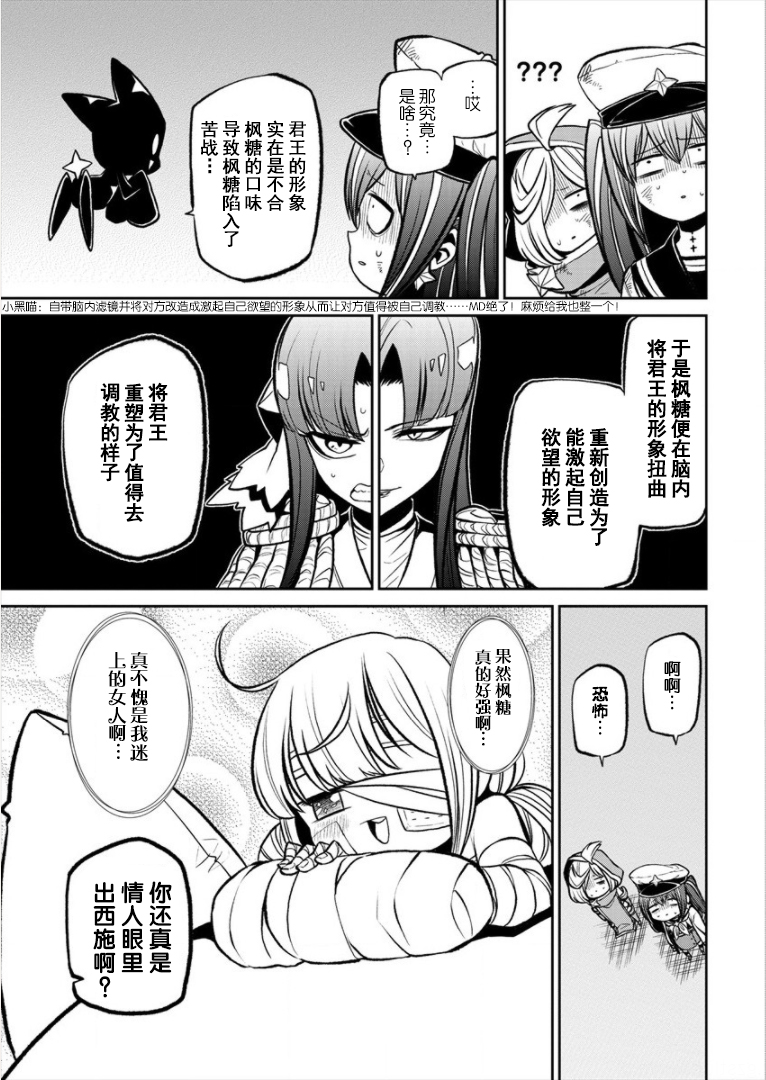 ???
…哎
那究竟…
是啥…?
君王的形象
实在是不合
枫糖的口味
导致枫糖陷入了
苦战…
小黑喵：自带脑内滤镜并将对方改造成激起自己欲望的形象从而让对方值得被自己调教……MD绝了！麻烦给我也整一个！
于是枫糖便在脑内
将君王的形象扭曲
重新创造为了
能激起自己
欲望的形象
将君王
重塑为了值得去
调教的样子
啊啊…
恐怖…
果然枫糖
真的好强啊…
真不愧是我迷
上的女人啊…
你还真是
情人眼里
出西施啊?